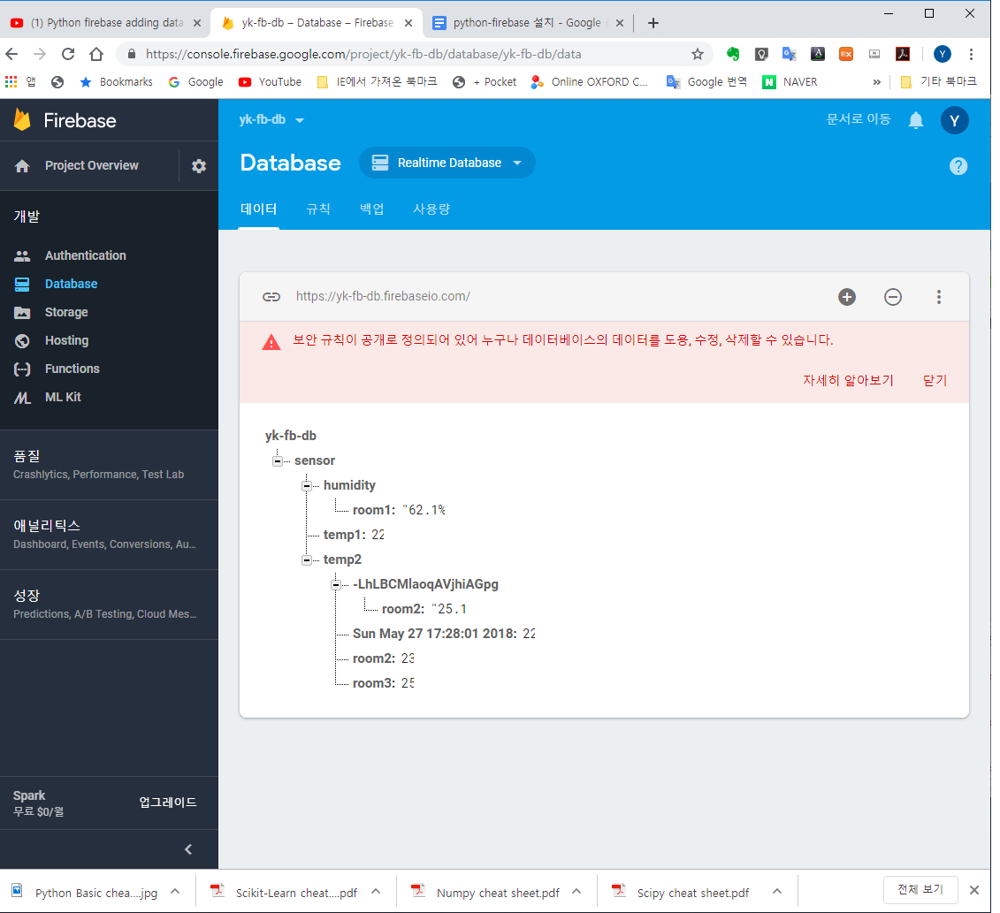 (1) Python firebase adding data
yk-fb-db – Database – Firebase
python-firebase 설치 - Google
https://console.firebase.google.com/project/yk-fb-db/database/yk-fb-db/data
Y
앱
Bookmarks
Google
YouTube
IE에서 가져온 북마크
+ Pocket
Online OXFORD C...
Google 번역
NAVER
»
기타 북마크
Firebase
yk-fb-db
문서로 이동
Y
Project Overview
Database
Realtime Database
개발
데이터
규칙
백업
사용량
Authentication
Database
Storage
Hosting
Functions
ML Kit
https://yk-fb-db.firebaseio.com/
보안 규칙이 공개로 정의되어 있어 누구나 데이터베이스의 데이터를 도용, 수정, 삭제할 수 있습니다.
자세히 알아보기
닫기
yk-fb-db
sensor
humidity
room1: "62.1%
temp1: 22
temp2
-LhLBCMlaoqAVjhiAGpg
room2: "25.1
Sun May 27 17:28:01 2018: 22
room2: 23
room3: 25
품질
Crashlytics, Performance, Test Lab
애널리틱스
Dashboard, Events, Conversions, Au...
성장
Predictions, A/B Testing, Cloud Mes...
Spark
무료 $0/월
업그레이드
Python Basic chea....jpg
Scikit-Learn cheat....pdf
Numpy cheat sheet.pdf
Scipy cheat sheet.pdf
전체 보기